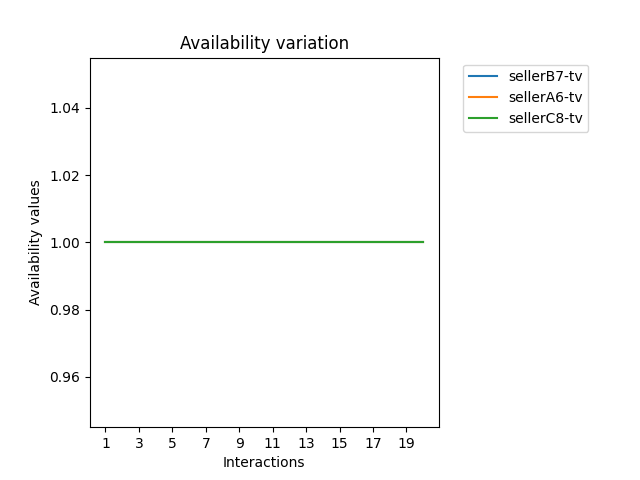 Availability variation
sellerB7-tv
sellerA6-tv
sellerC8-tv
Availability values
1.04
1.02
1.00
0.98
0.96
1 3 5 7 9 11 13 15 17 19
Interactions